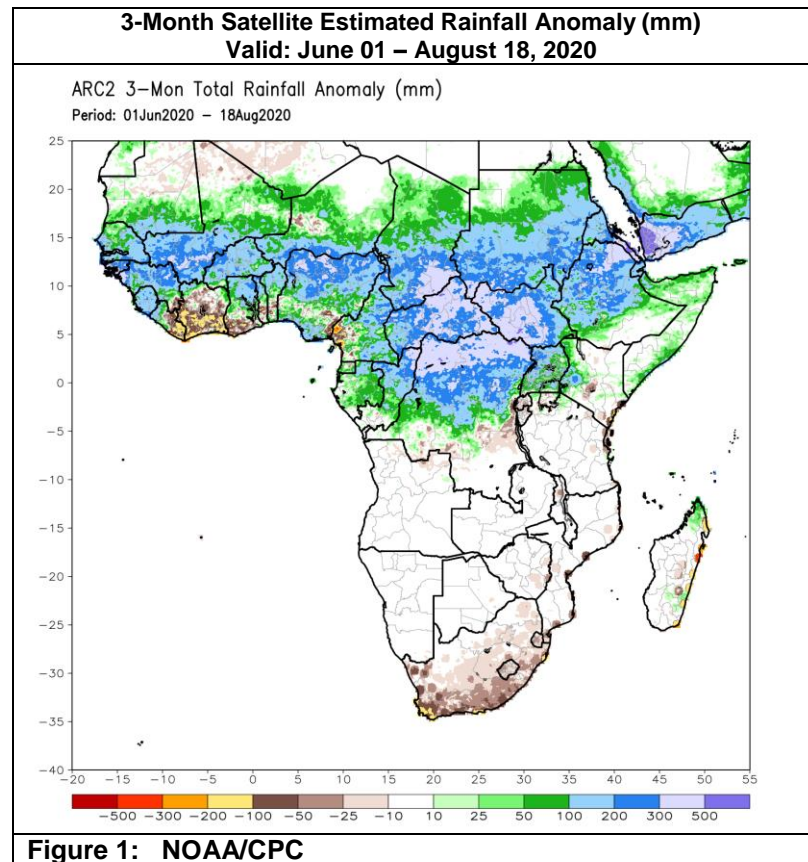 3-Month Satellite Estimated Rainfall Anomaly (mm)
Valid: June 01 – August 18, 2020
ARC2 3-Mon Total Rainfall Anomaly (mm)
Period: 01Jun2020 – 18Aug2020
25
20
15
10
5
0
-5
-10
-15
-20
-25
-30
-35
-40
-20 -15 -10 -5 0 5 10 15 20 25 30 35 40 45 50 55
-500 -300 -200 -100 -50 -25 -10 10 25 50 100 200 300 500
Figure 1: NOAA/CPC